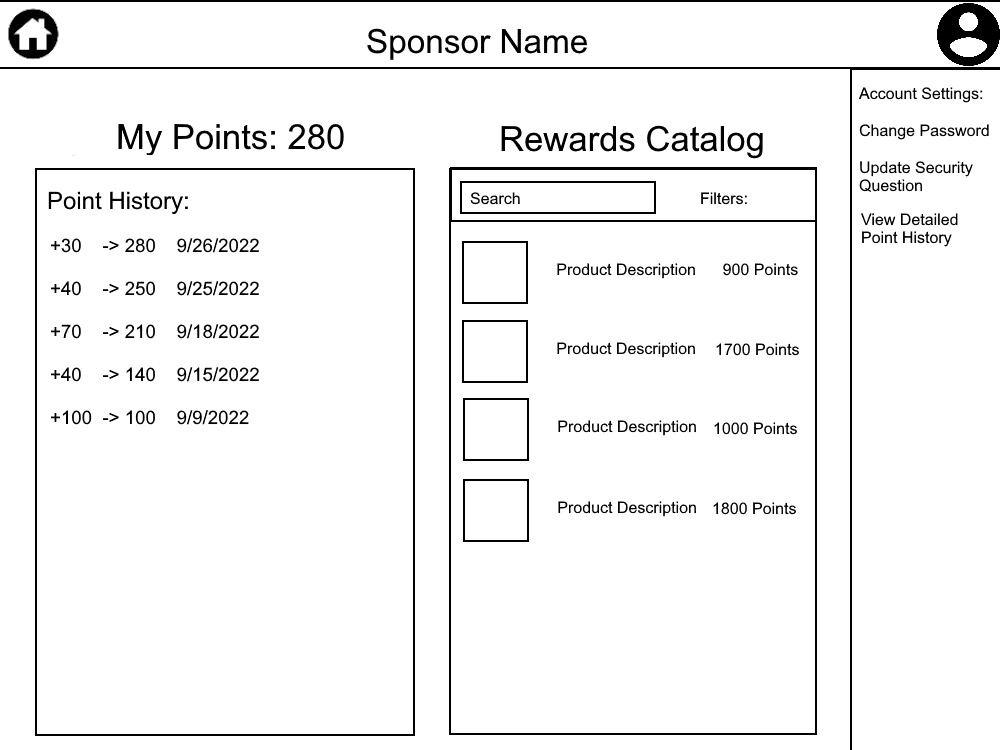 Sponsor Name
My Points: 280
Point History:
+30 -> 280 9/26/2022
+40 -> 250 9/25/2022
+70 -> 210 9/18/2022
+40 -> 140 9/15/2022
+100 -> 100 9/9/2022
Rewards Catalog
Search Filters:
Product Description 900 Points
Product Description 1700 Points
Product Description 1000 Points
Product Description 1800 Points
Account Settings:
Change Password
Update Security
Question
View Detailed
Point History